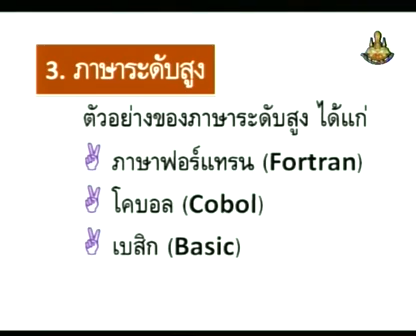 3. ภาษาระดับสูง
ตัวอย่างของภาษาระดับสูง ได้แก่
ภาษาฟอร์แทรน (Fortran)
โคบอล (Cobol)
เบสิก (Basic)